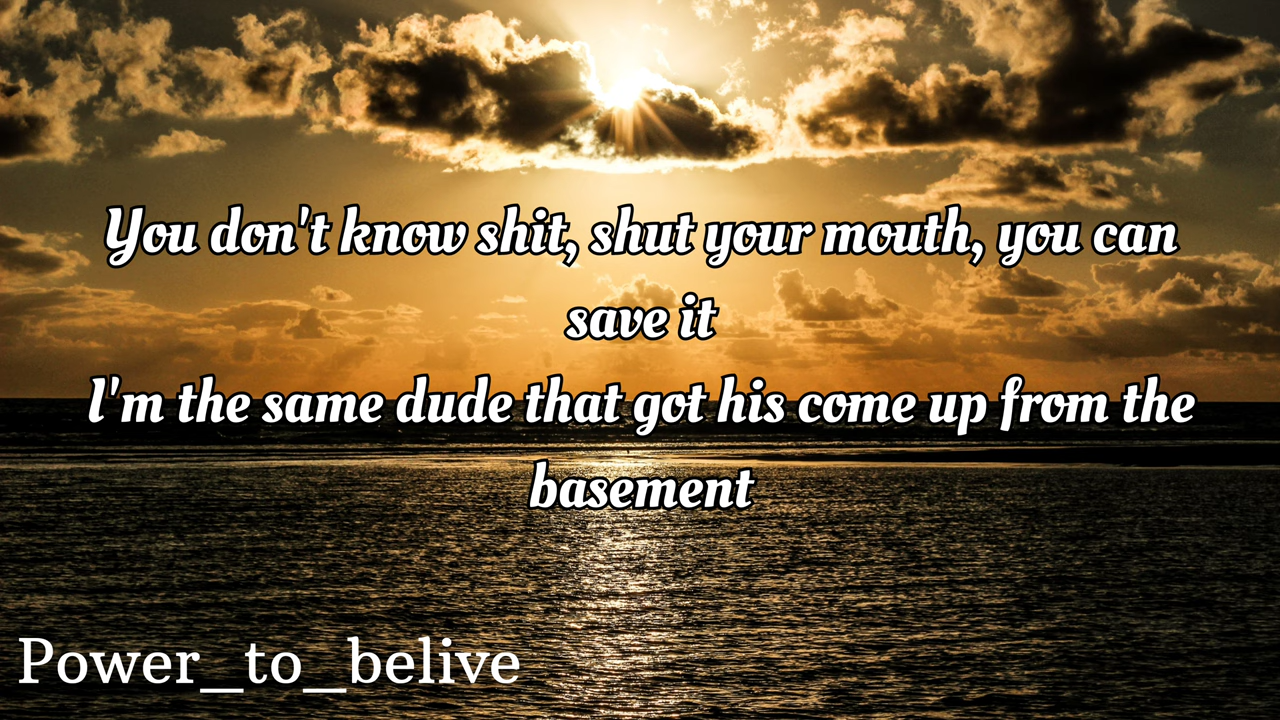 You don't know shit, shut your mouth, you can
save it
I'm the same dude that got his come up from the
basement
Power_to_belive